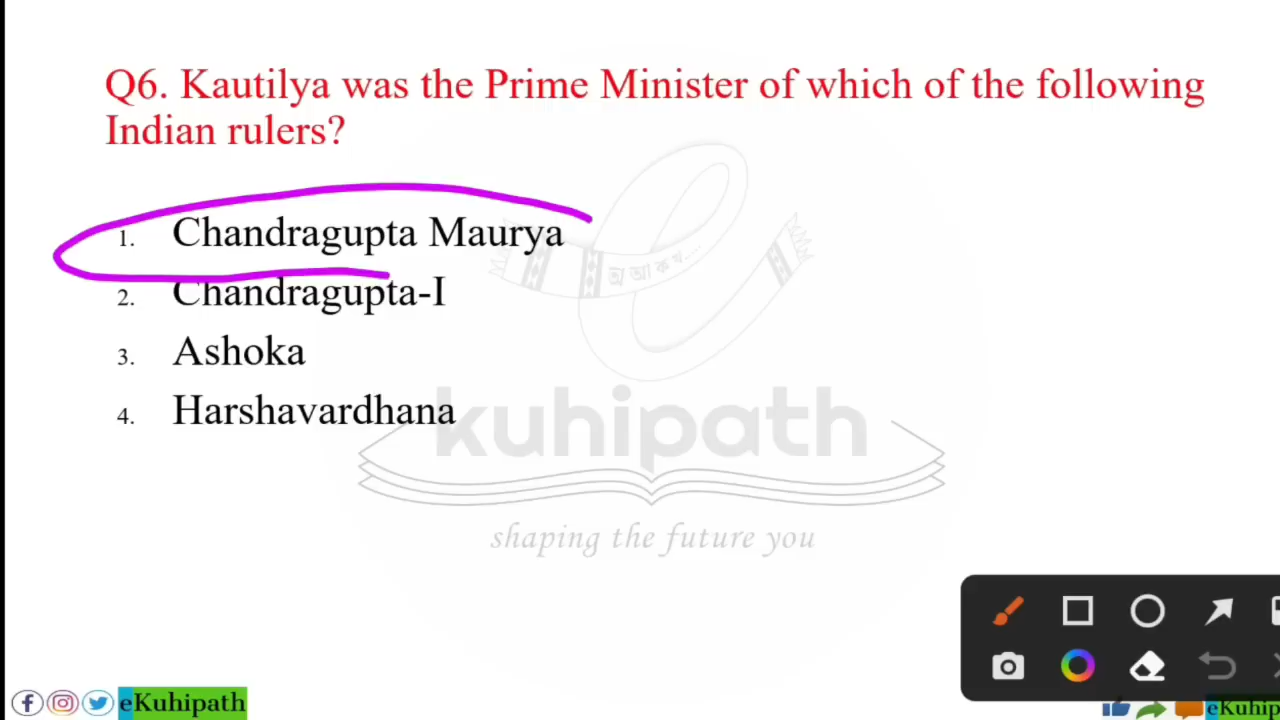 Q6. Kautilya was the Prime Minister of which of the following
Indian rulers?
1. Chandragupta Maurya
2. Chandragupta-I
3. Ashoka
4. Harshavardhana
অ আ ক খ....
kuhipath
shaping the future you
eKuhipath
eKuhip